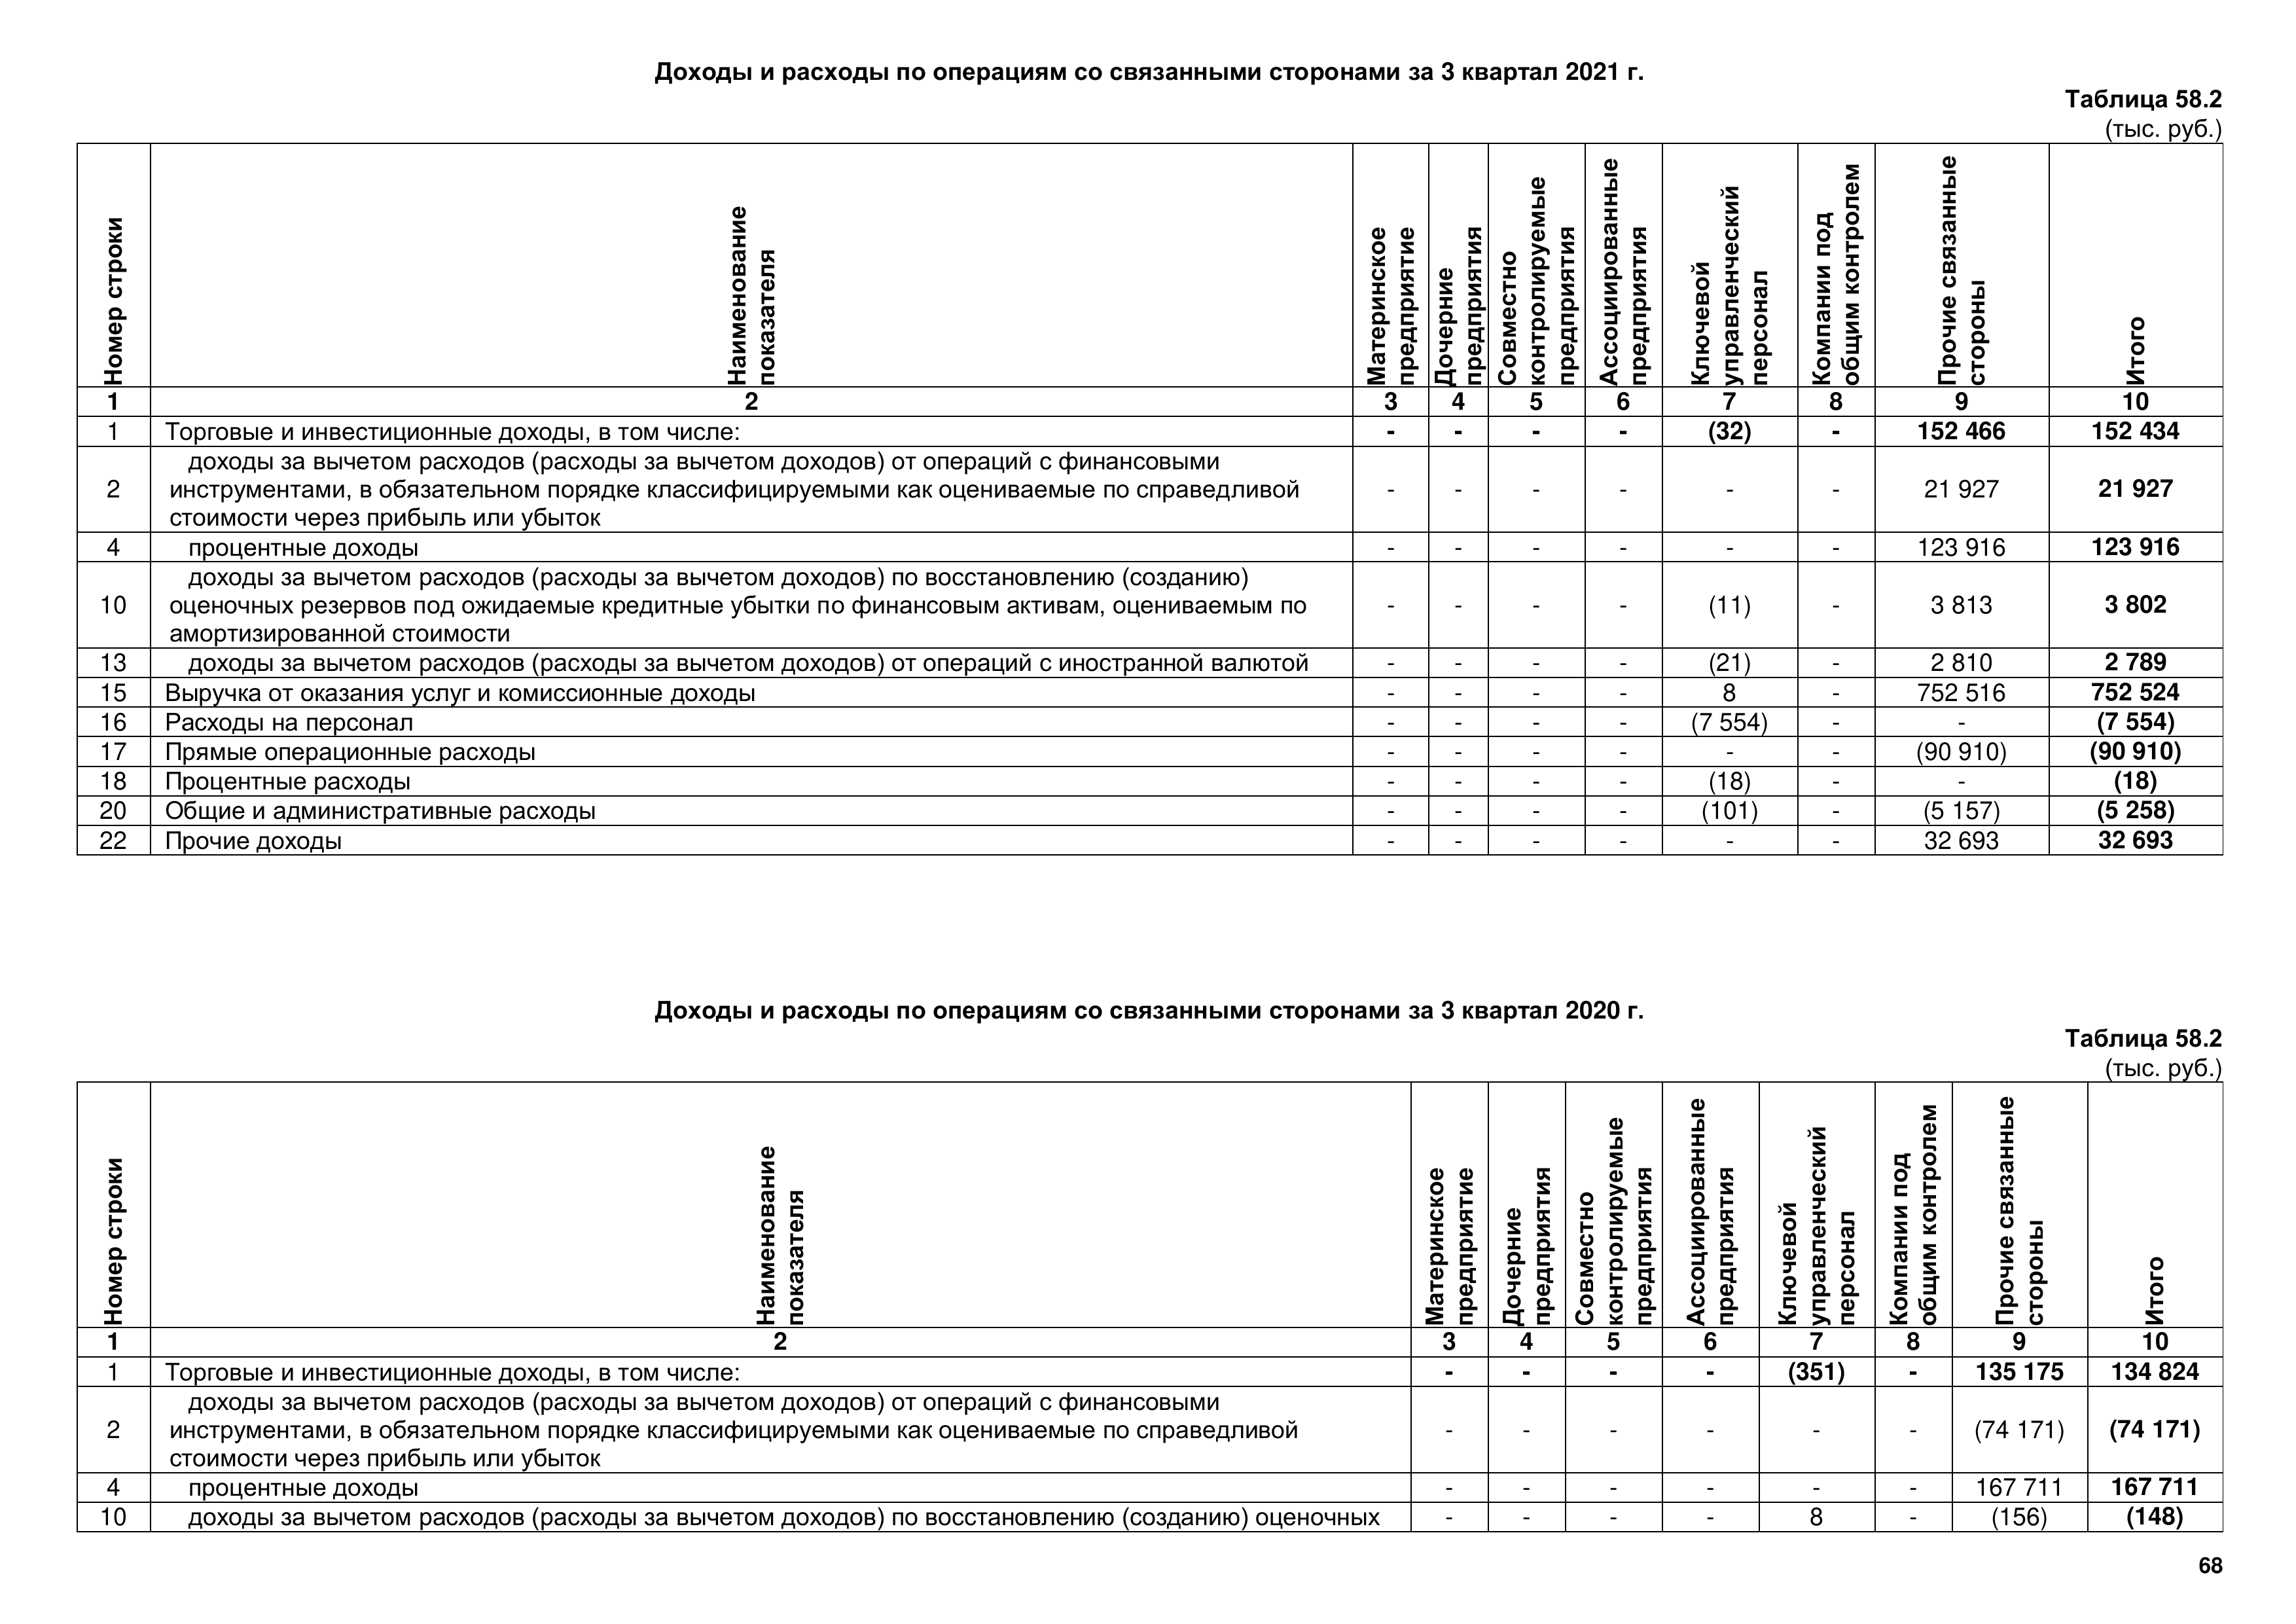 Доходы и расходы по операциям со связанными сторонами за 3 квартал 2021 г.
Таблица 58.2
(тыс. руб.)
Номер строки
Наименование
показателя
Материнское
предприятие
Дочерние
предприятия
Совместно
контролируемые
предприятия
Ассоциированные
предприятия
Ключевой
управленческий
персонал
Компании под
общим контролем
Прочие связанные
стороны
Итого
1 2 3 4 5 6 7 8 9 10
1 Торговые и инвестиционные доходы, в том числе: - - - - (32) - 152 466 152 434
доходы за вычетом расходов (расходы за вычетом доходов) от операций с финансовыми
2 инструментами, в обязательном порядке классифицируемыми как оцениваемые по справедливой - - - - - - 21 927 21 927
стоимости через прибыль или убыток
4 процентные доходы - - - - - - 123 916 123 916
доходы за вычетом расходов (расходы за вычетом доходов) по восстановлению (созданию)
10 оценочных резервов под ожидаемые кредитные убытки по финансовым активам, оцениваемым по - - - - (11) - 3 813 3 802
амортизированной стоимости
13 доходы за вычетом расходов (расходы за вычетом доходов) от операций с иностранной валютой - - - - (21) - 2 810 2 789
15 Выручка от оказания услуг и комиссионные доходы - - - - 8 - 752 516 752 524
16 Расходы на персонал - - - - (7 554) - - (7 554)
17 Прямые операционные расходы - - - - - - (90 910) (90 910)
18 Процентные расходы - - - - (18) - - (18)
20 Общие и административные расходы - - - - (101) - (5 157) (5 258)
22 Прочие доходы - - - - - - 32 693 32 693
Доходы и расходы по операциям со связанными сторонами за 3 квартал 2020 г.
Таблица 58.2
(тыс. руб.)
Номер строки
Наименование
показателя
Материнское
предприятие
Дочерние
предприятия
Совместно
контролируемые
предприятия
Ассоциированные
предприятия
Ключевой
управленческий
персонал
Компании под
общим контролем
Прочие связанные
стороны
Итого
1 2 3 4 5 6 7 8 9 10
1 Торговые и инвестиционные доходы, в том числе: - - - - (351) - 135 175 134 824
доходы за вычетом расходов (расходы за вычетом доходов) от операций с финансовыми
2 инструментами, в обязательном порядке классифицируемыми как оцениваемые по справедливой - - - - - - (74 171) (74 171)
стоимости через прибыль или убыток
4 процентные доходы - - - - - - 167 711 167 711
10 доходы за вычетом расходов (расходы за вычетом доходов) по восстановлению (созданию) оценочных - - - - 8 - (156) (148)
68